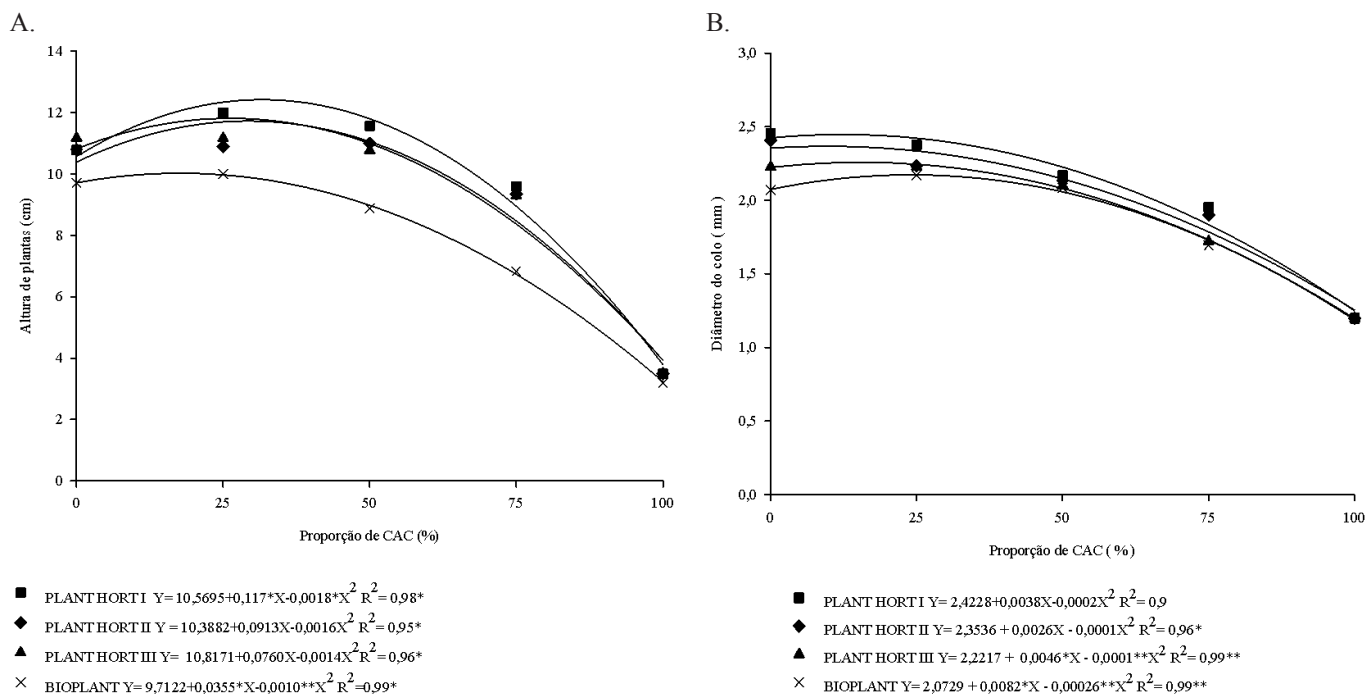 A.
14
12
10
8
6
4
2
0
Altura de plantas (cm)
0 25 50 75 100
Proporção de CAC (%)
■ PLANT HORT I Y= 10,5695+0,117*X-0,0018*X² R²= 0,98*
◆ PLANT HORT II Y = 10,3882+0,0913X-0,0016X² R²= 0,95*
▲ PLANT HORT III Y= 10,8171+0,0760X-0,0014X² R²= 0,96*
× BIOPLANT Y= 9,7122+0,0355*X-0,0010**X² R²=0,99*
B.
3,0
2,5
2,0
1,5
1,0
0,5
0,0
Diâmetro do colo ( mm )
0 25 50 75 100
Proporção de CAC ( % )
■ PLANT HORT I Y= 2,4228+0,0038X-0,0002X² R²= 0,9
◆ PLANT HORT II Y= 2,3536 + 0,0026X - 0,0001X² R²= 0,96*
▲ PLANT HORT III Y= 2,2217 + 0,0046*X - 0,0001**X² R²= 0,99**
× BIOPLANT Y= 2,0729 + 0,0082*X - 0,00026**X² R²= 0,99**